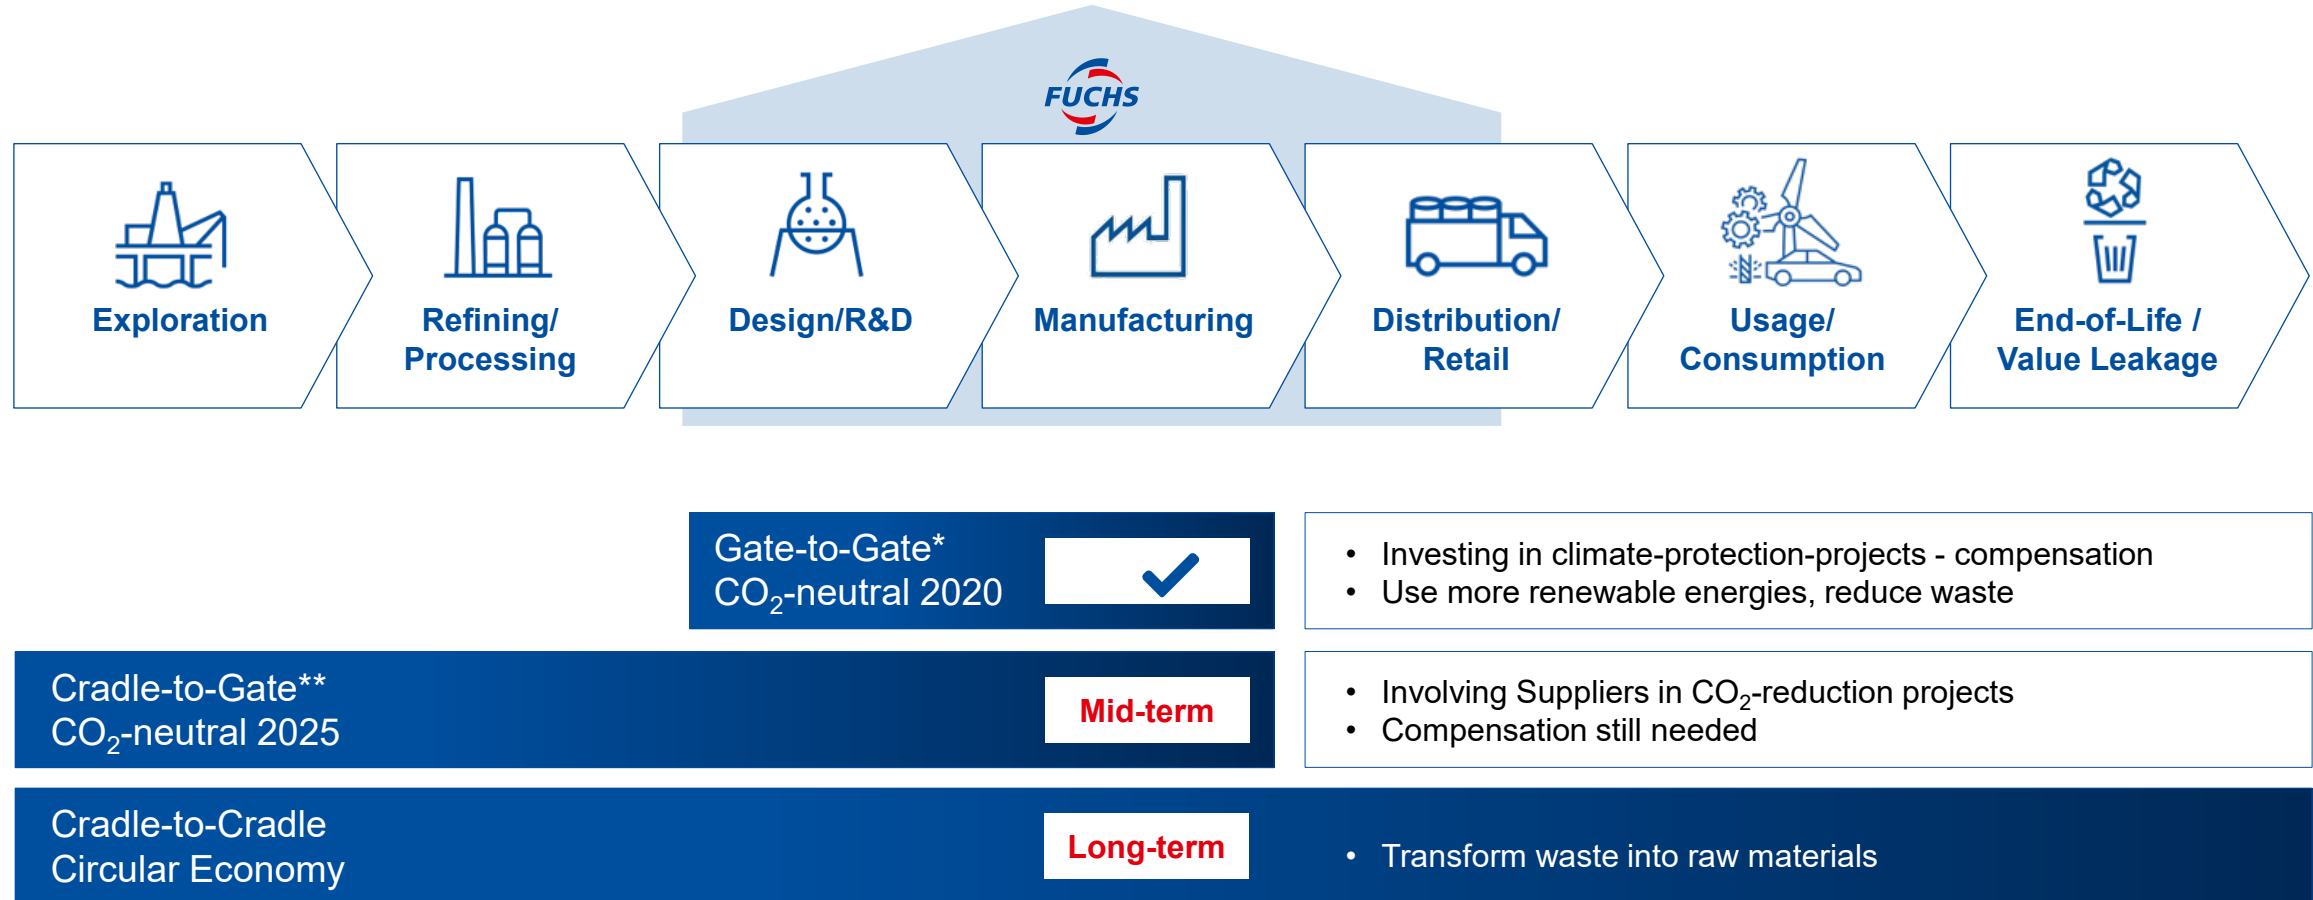 FUCHS
Exploration
Refining/
Processing
Design/R&D
Manufacturing
Distribution/
Retail
Usage/
Consumption
End-of-Life /
Value Leakage
Gate-to-Gate*
CO₂-neutral 2020
• Investing in climate-protection-projects - compensation
• Use more renewable energies, reduce waste
Cradle-to-Gate**
CO₂-neutral 2025
Mid-term
• Involving Suppliers in CO₂-reduction projects
• Compensation still needed
Cradle-to-Cradle
Circular Economy
Long-term
• Transform waste into raw materials